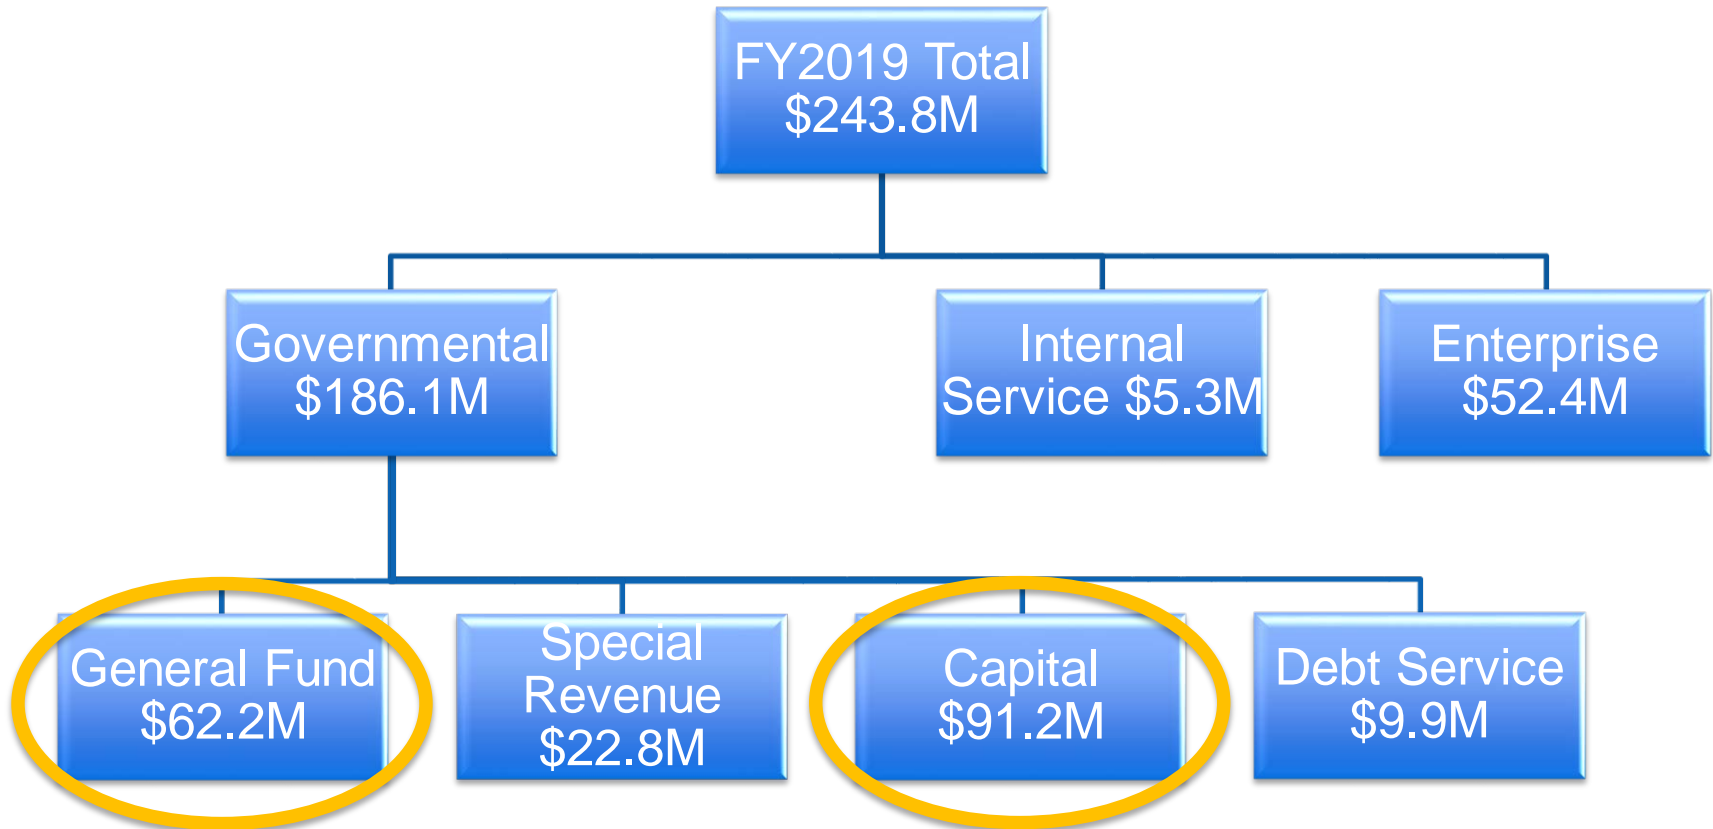 FY2019 Total
$243.8M
Governmental
$186.1M
Internal
Service $5.3M
Enterprise
$52.4M
General Fund
$62.2M
Special
Revenue
$22.8M
Capital
$91.2M
Debt Service
$9.9M